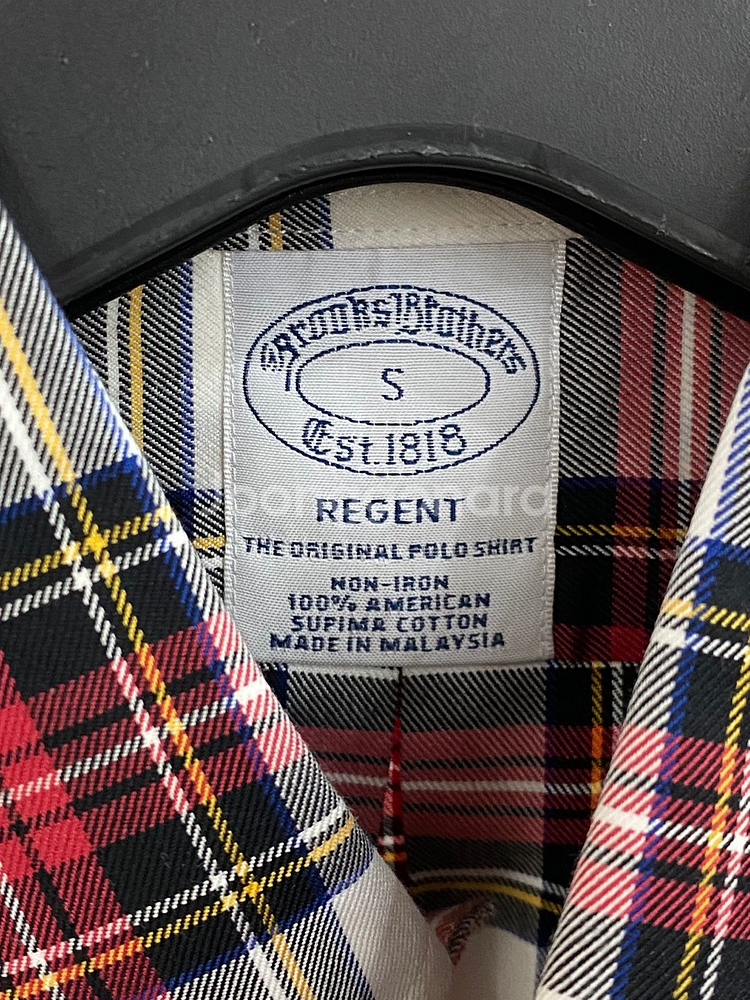 Brooks Brothers
S
Est. 1818
REGENT
THE ORIGINAL POLO SHIRT
NON-IRON
100% AMERICAN
SUPIMA COTTON
MADE IN MALAYSIA